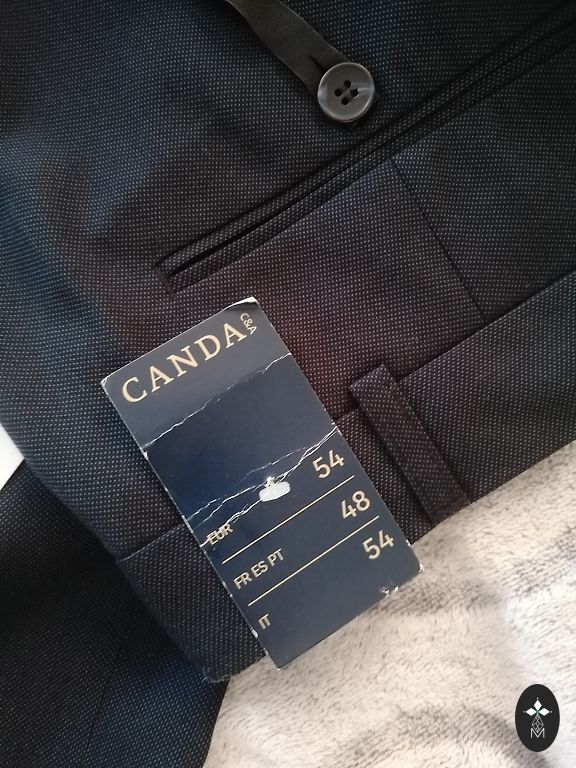 CANDA
C&A
EUR 54
FR ES PT 48
IT 54
M